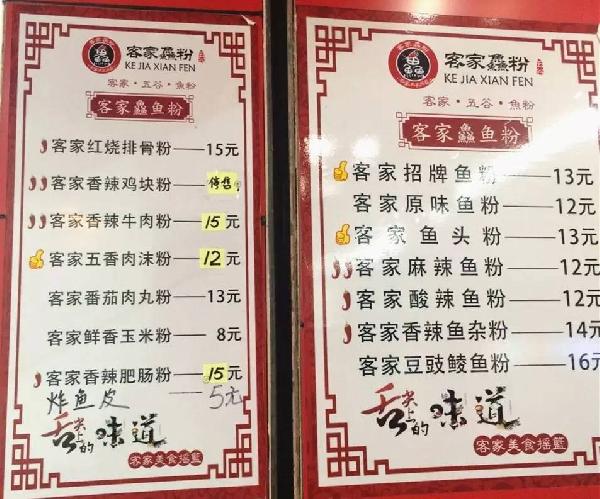 客家鱻粉
KE JIA XIAN FEN
客家·五谷·魚粉
客家鱻鱼粉
客家红烧排骨粉——15元
客家香辣鸡块粉——停售
客家香辣牛肉粉——15元
客家五香肉沫粉——12元
客家番茄肉丸粉——13元
客家鲜香玉米粉——8元
客家香辣肥肠粉——15元
炸鱼皮——5元
舌尖上的味道
客家美食摇篮
客家鱻粉
KE JIA XIAN FEN
客家·五谷·魚粉
客家鱻鱼粉
客家招牌鱼粉——13元
客家原味鱼粉——12元
客家鱼头粉——13元
客家麻辣鱼粉——12元
客家酸辣鱼粉——12元
客家香辣鱼杂粉——14元
客家豆豉鲮鱼粉——16元
舌尖上的味道
客家美食摇籃